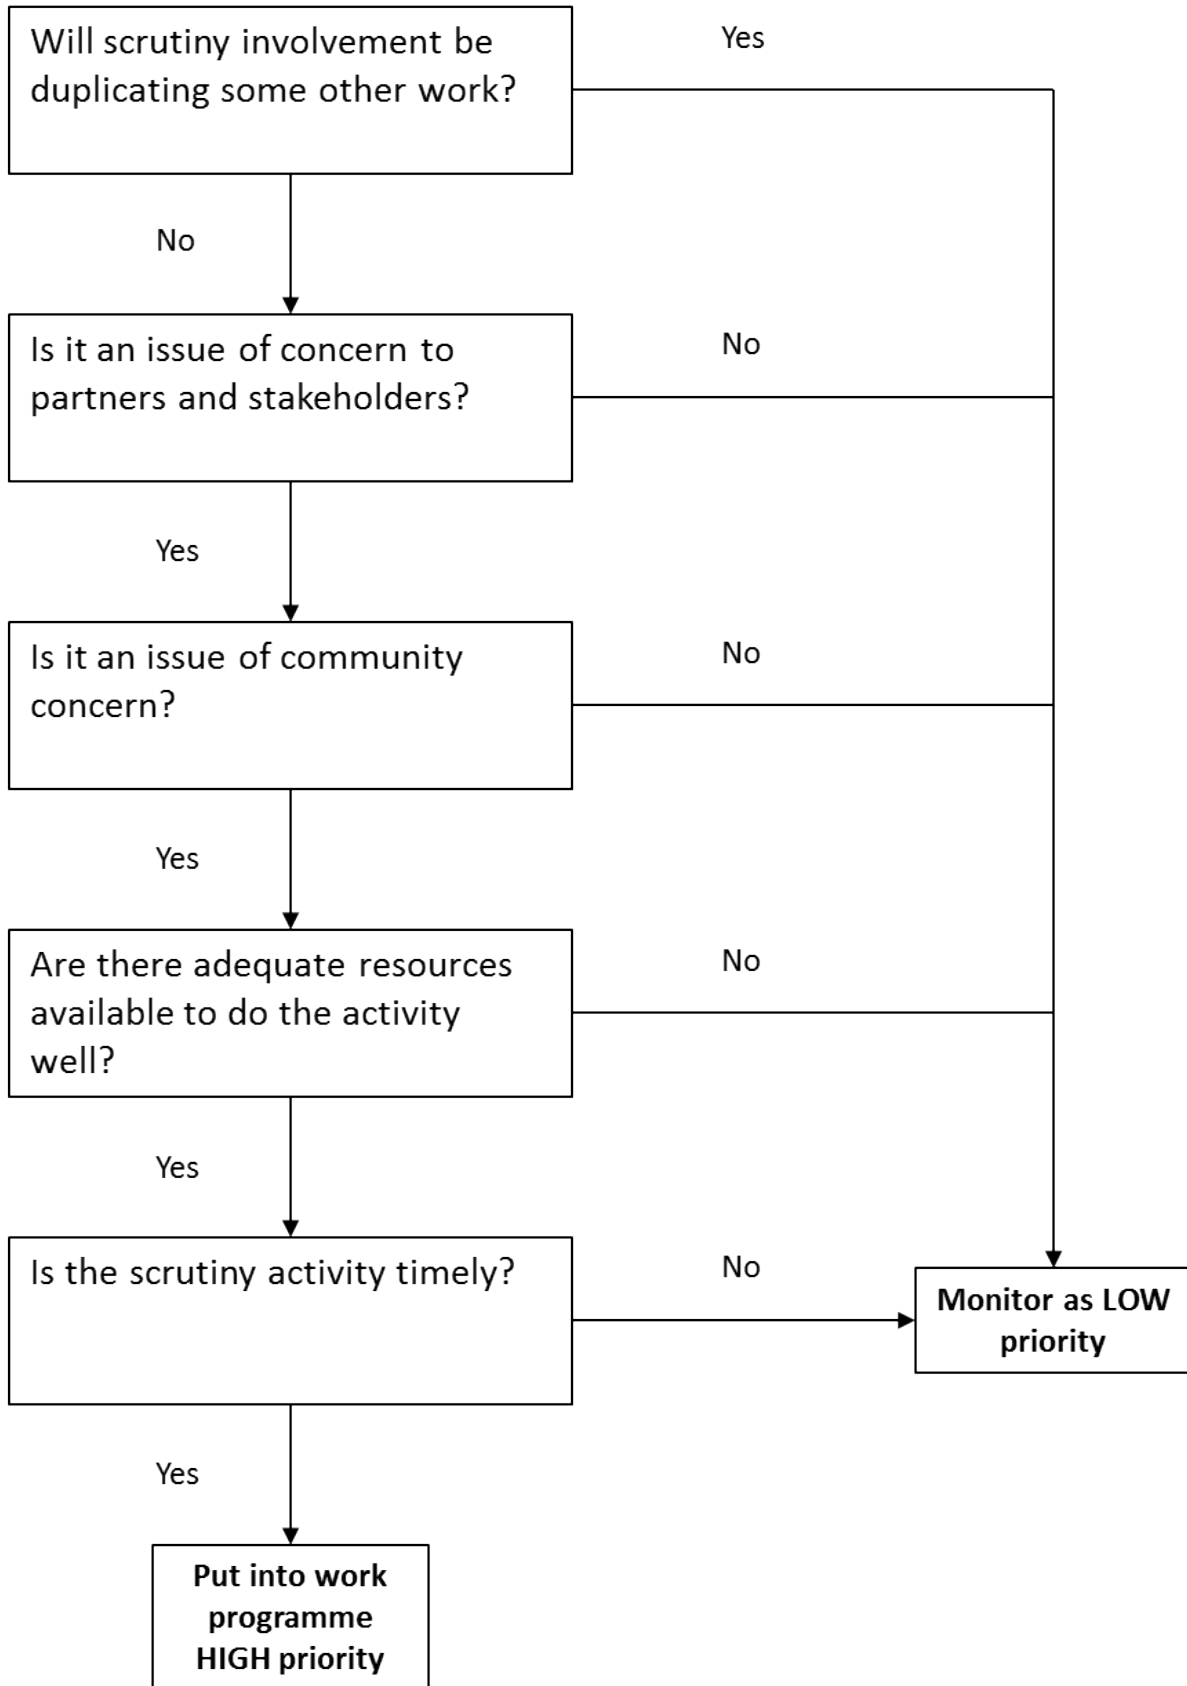 Will scrutiny involvement be
duplicating some other work?
Yes
No
Is it an issue of concern to
partners and stakeholders?
No
Yes
Is it an issue of community
concern?
No
Yes
Are there adequate resources
available to do the activity
well?
No
Yes
Is the scrutiny activity timely?
No
Monitor as LOW
priority
Yes
Put into work
programme
HIGH priority